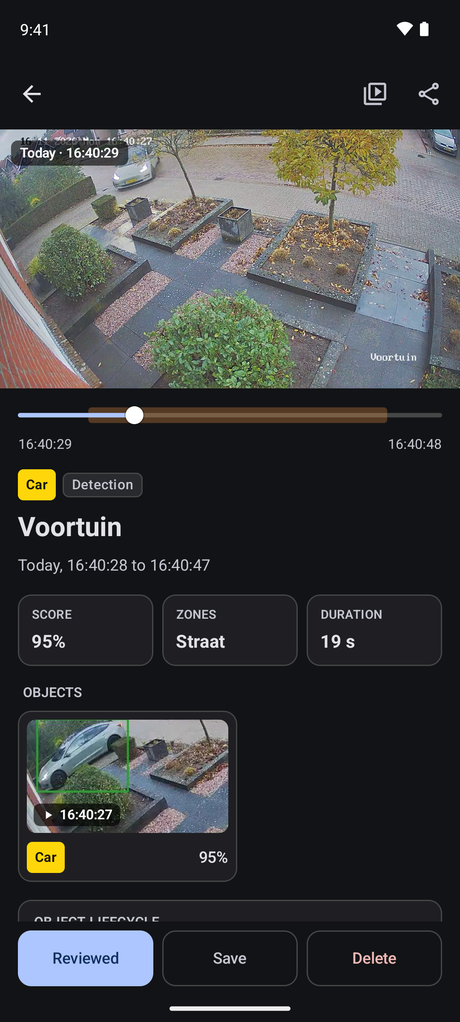 9:41
Today · 16:40:29
Voortuin
16:40:29 16:40:48
Car Detection
Voortuin
Today, 16:40:28 to 16:40:47
SCORE ZONES DURATION
95% Straat 19 s
OBJECTS
16:40:27
Car 95%
OBJECT LIFECYCLE
Reviewed Save Delete